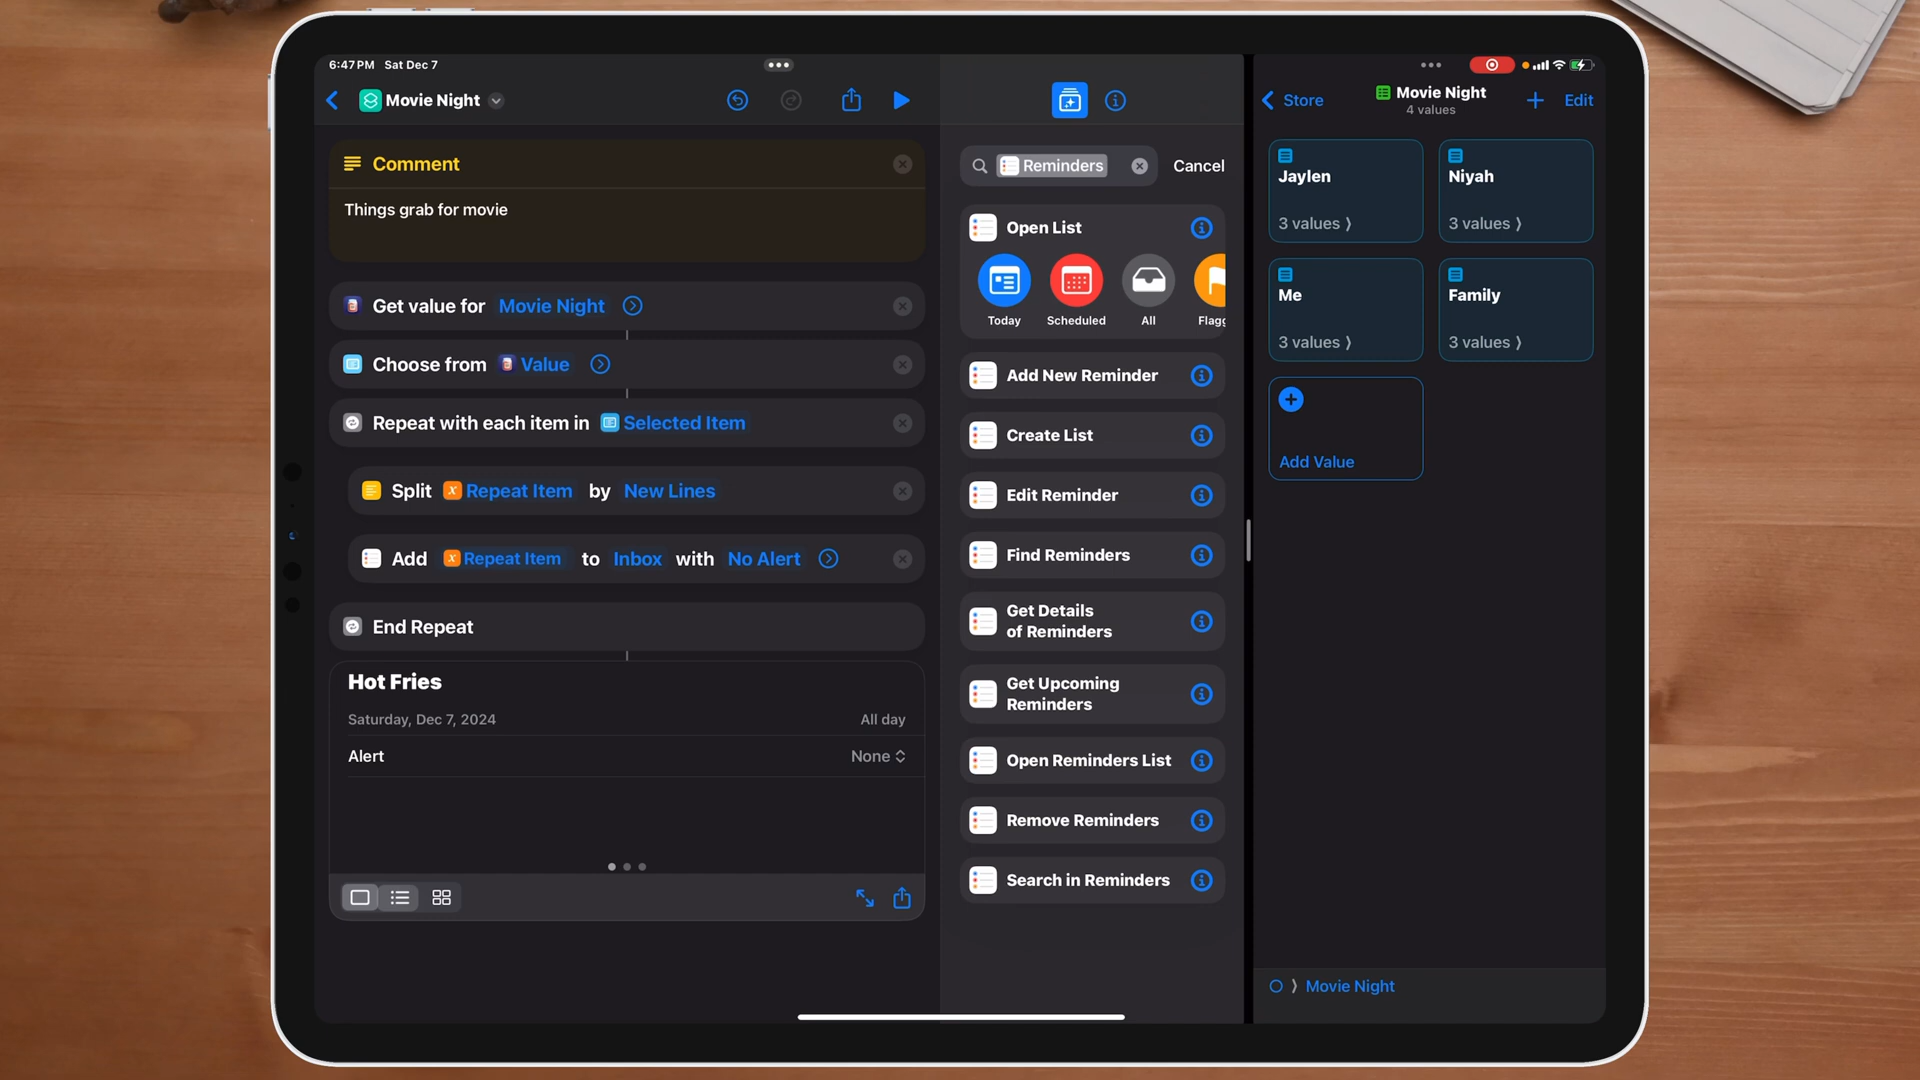 6:47 PM Sat Dec 7
Movie Night
Comment
Things grab for movie
Get value for Movie Night
Choose from Value
Repeat with each item in Selected Item
Split Repeat Item by New Lines
Add Repeat Item to Inbox with No Alert
End Repeat
Hot Fries
Saturday, Dec 7, 2024 All day
Alert None
Reminders Cancel
Open List
Today Scheduled All Flagg
Add New Reminder
Create List
Edit Reminder
Find Reminders
Get Details
of Reminders
Get Upcoming
Reminders
Open Reminders List
Remove Reminders
Search in Reminders
Store Movie Night Edit
4 values
Jaylen
3 values
Niyah
3 values
Me
3 values
Family
3 values
Add Value
Movie Night